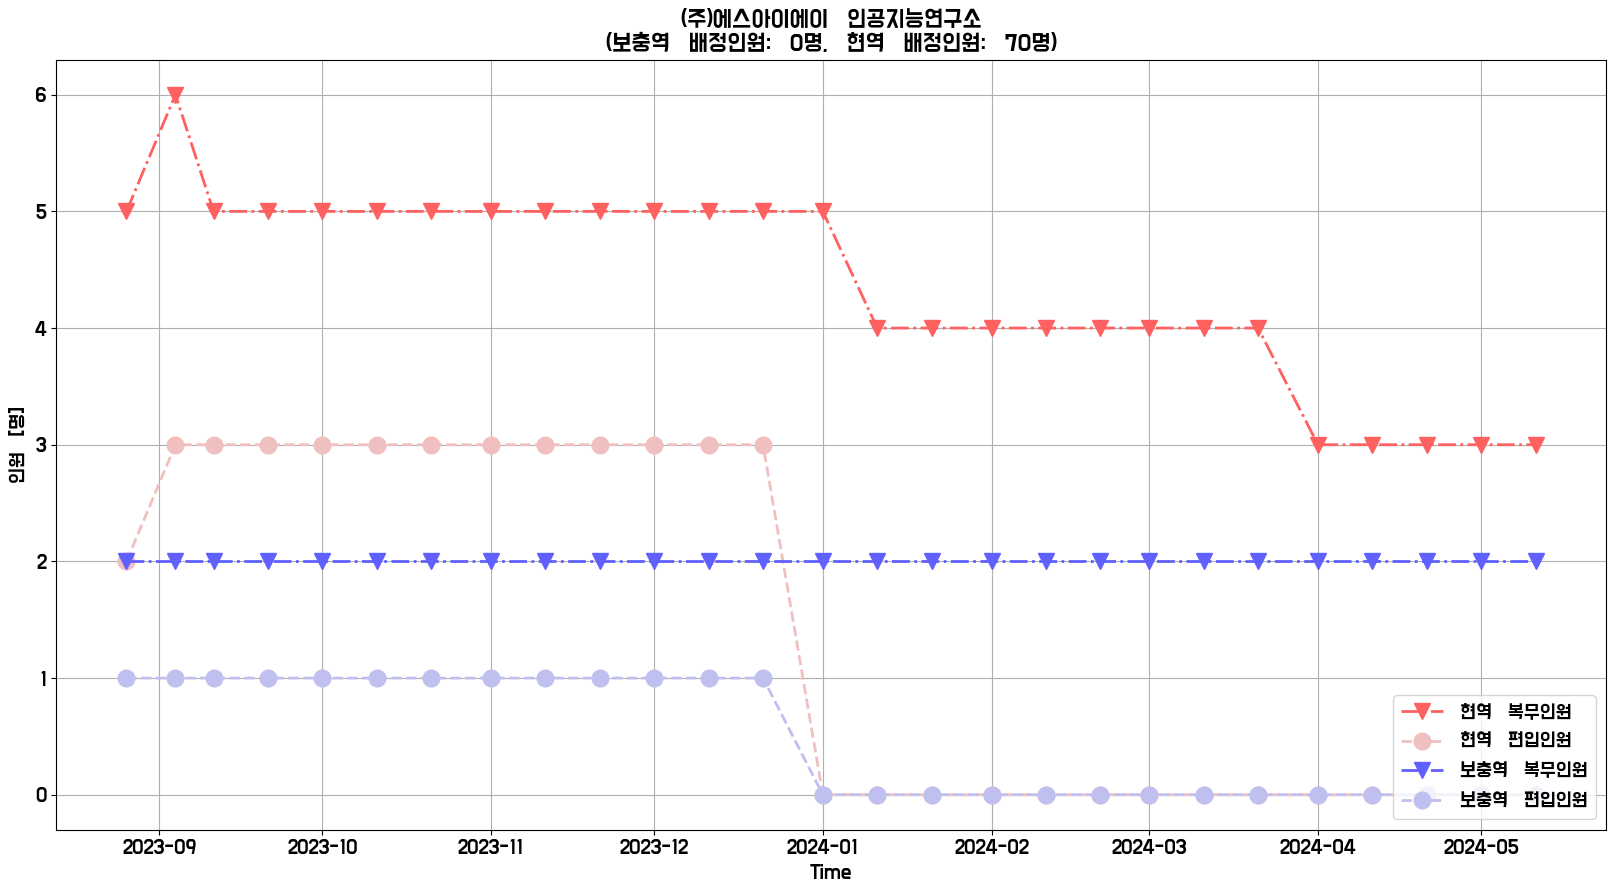 (주)에스아이에이 인공지능연구소
(보충역 배정인원: 0명, 현역 배정인원: 70명)
6
5
4
3
2
1
0
인원 [명]
현역 복무인원
현역 편입인원
보충역 복무인원
보충역 편입인원
2023-09 2023-10 2023-11 2023-12 2024-01 2024-02 2024-03 2024-04 2024-05
Time